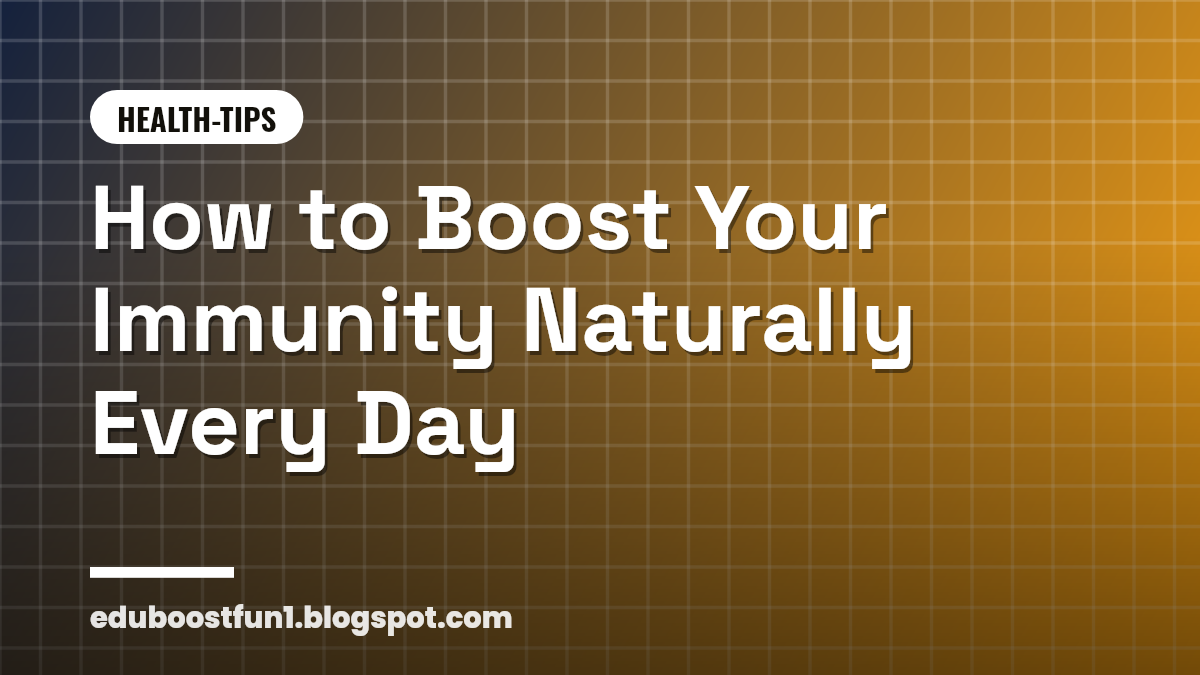 HEALTH-TIPS
How to Boost Your
Immunity Naturally
Every Day
eduboostfun1.blogspot.com